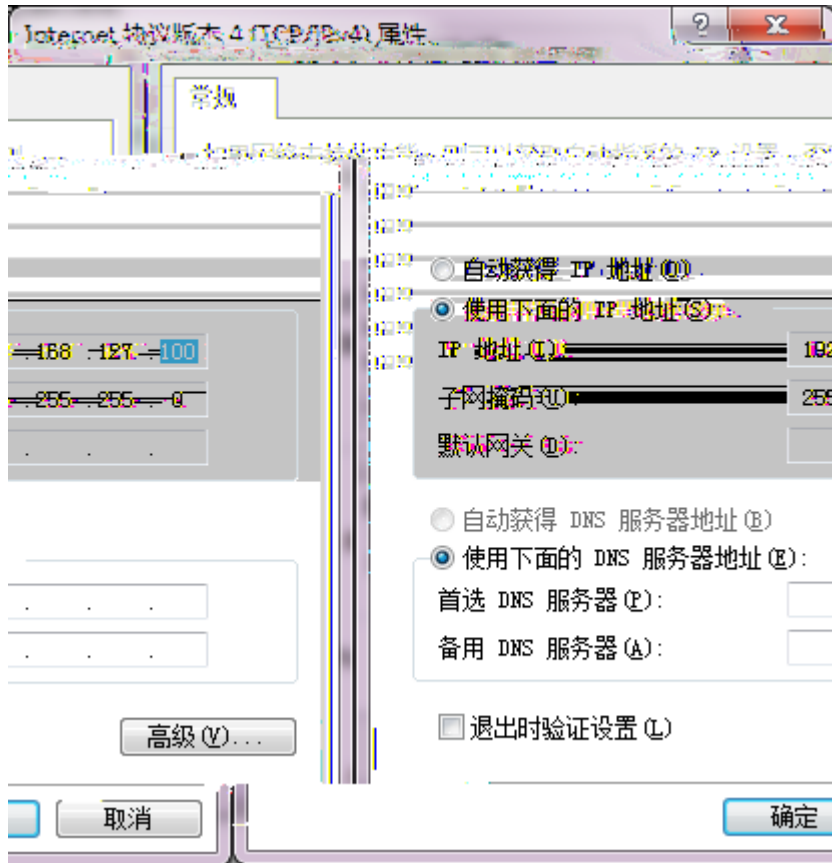 Internet 协议版本 4 (TCP/IPv4) 属性
常规
自动获得 IP 地址(O)
使用下面的 IP 地址(S):
168 .127. 100
IP 地址(I):
192
.255 .255 . 0
子网掩码(U):
255
默认网关(D):
自动获得 DNS 服务器地址(B)
使用下面的 DNS 服务器地址(E):
首选 DNS 服务器(P):
备用 DNS 服务器(A):
高级(V)...
退出时验证设置(L)
取消
确定